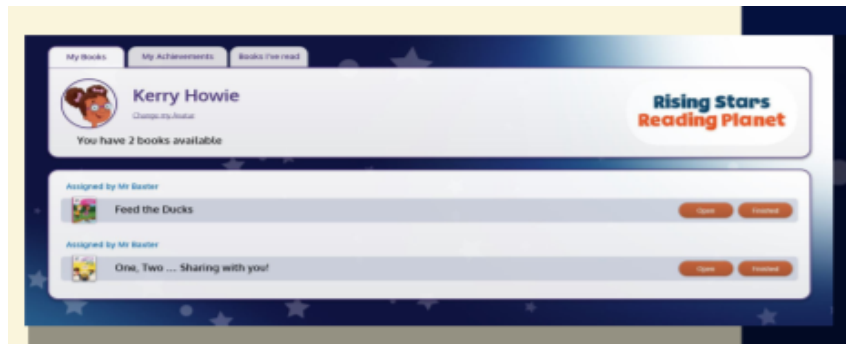 My Books My Achievements Books I've read
Kerry Howie
Change my Avatar
You have 2 books available
Rising Stars
Reading Planet
Assigned by Mr Baxter
Feed the Ducks
Open Finished
Assigned by Mr Baxter
One, Two ... Sharing with you!
Open Finished